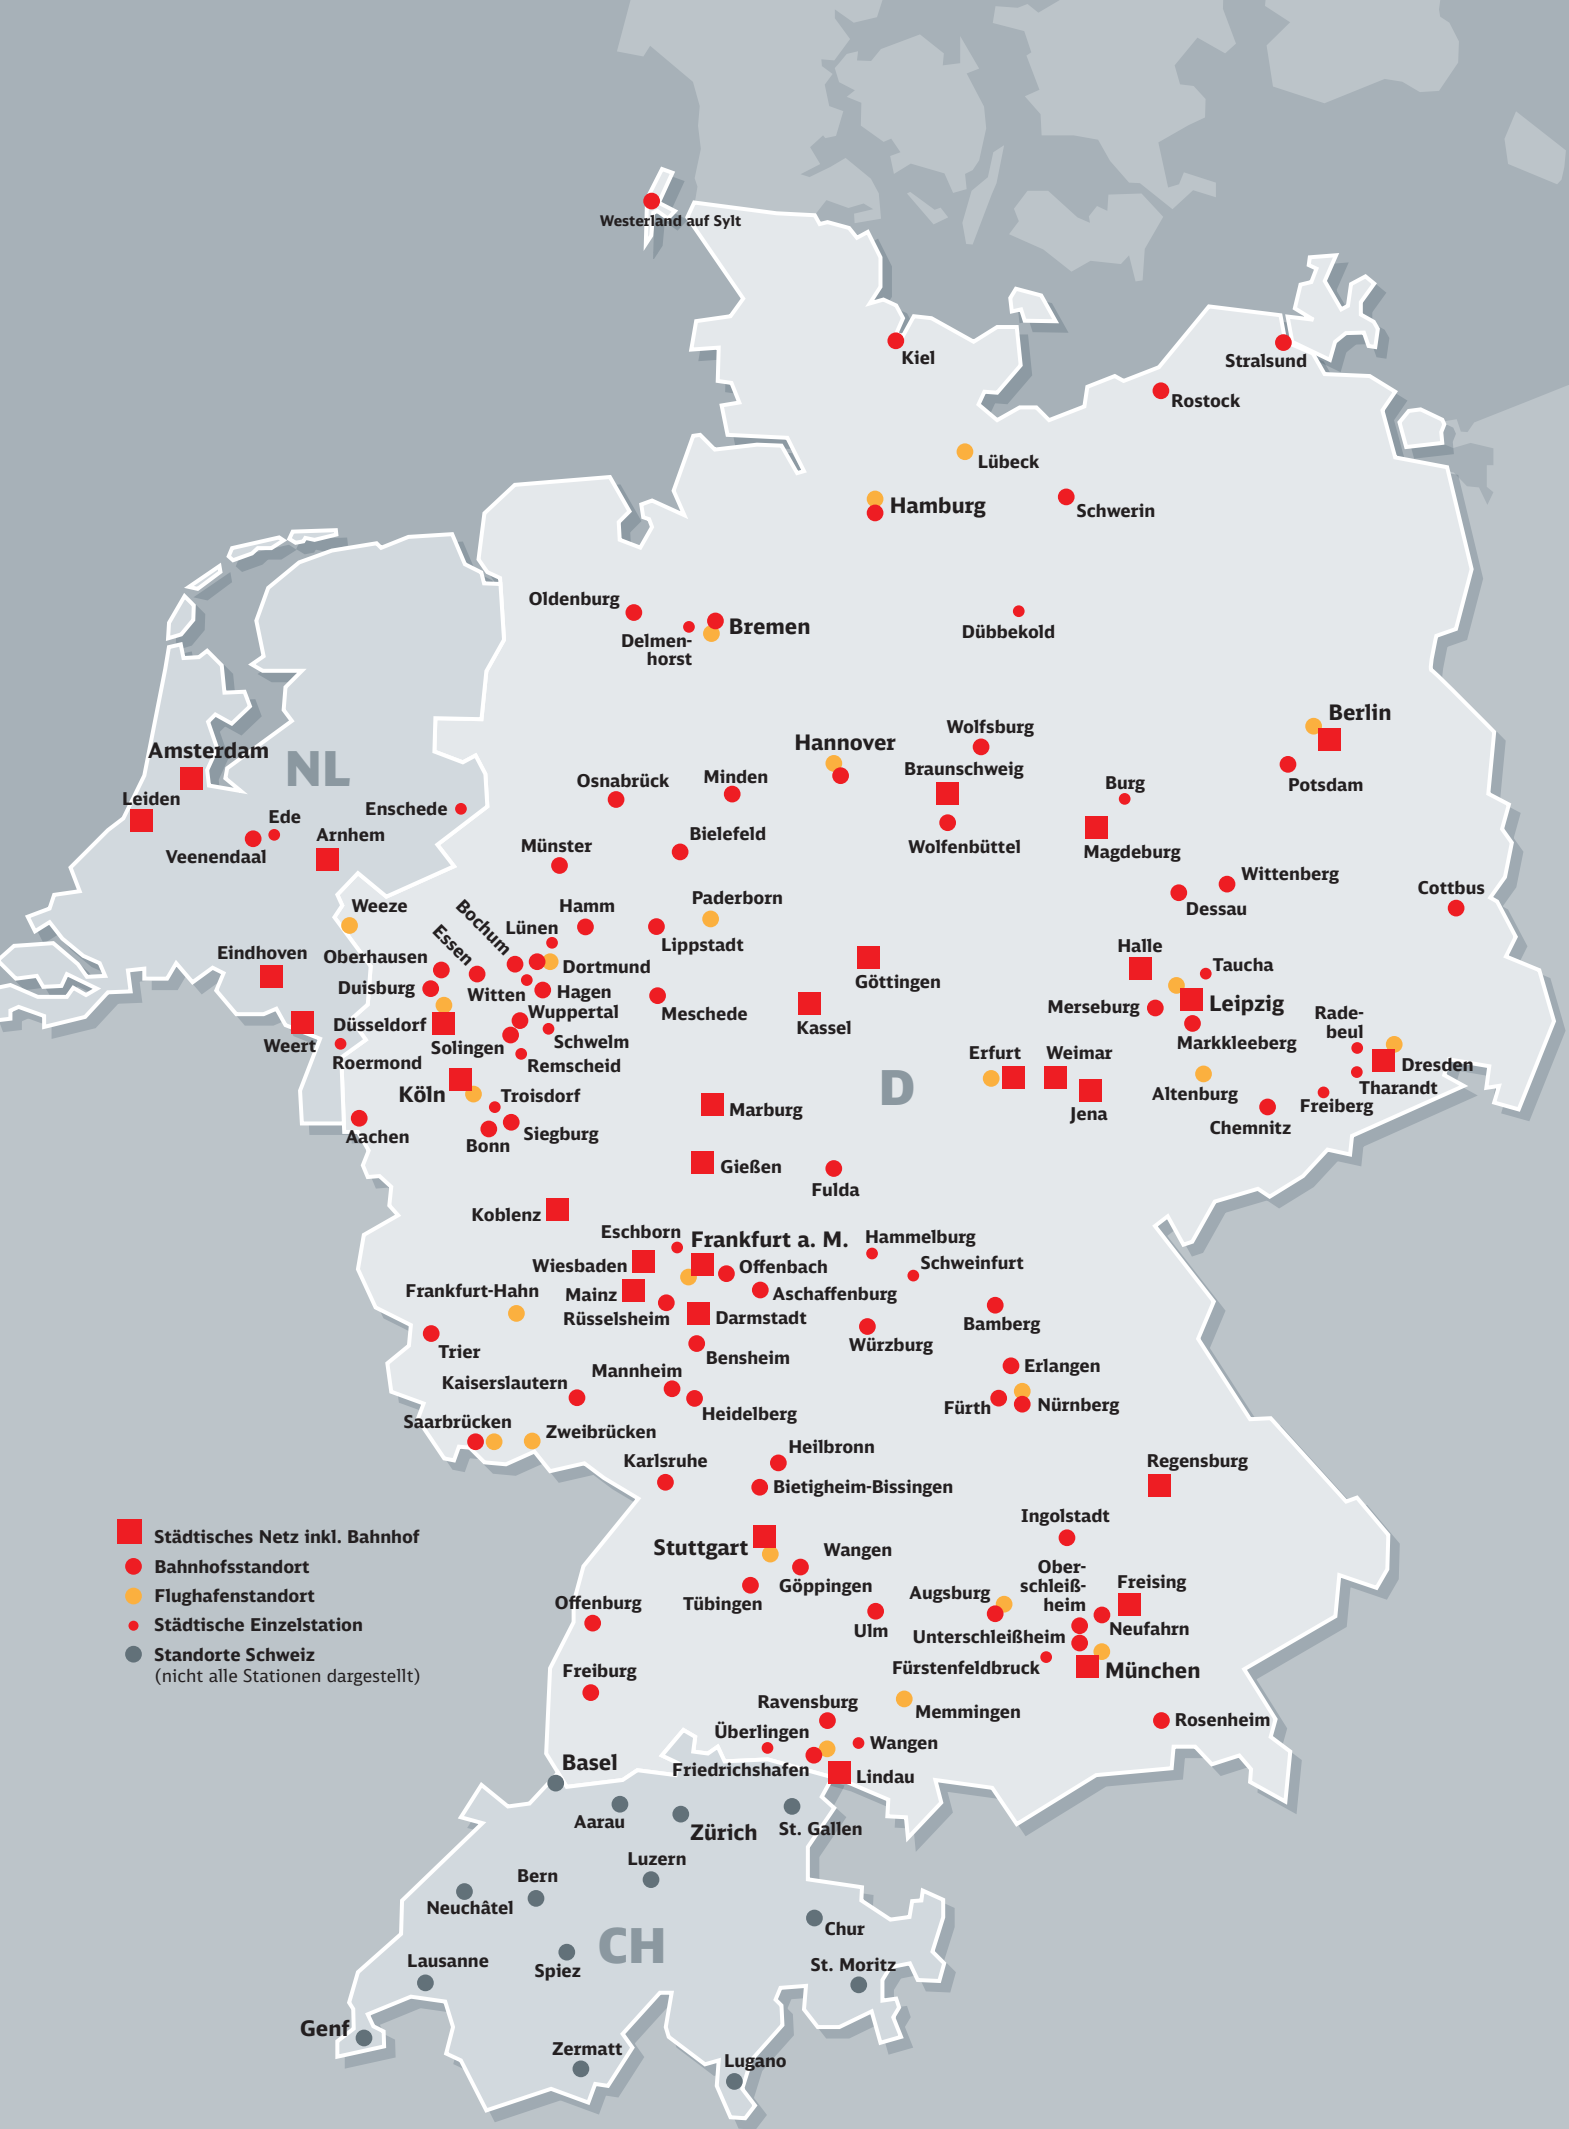 Westerland auf Sylt
Kiel
Stralsund
Rostock
Lübeck
Hamburg
Schwerin
Oldenburg
Delmen-
horst
Bremen
Dübbekold
Berlin
Potsdam
Wolfsburg
Hannover
Braunschweig
Amsterdam
NL
Leiden
Ede
Enschede
Arnhem
Veenendaal
Osnabrück
Minden
Burg
Magdeburg
Bielefeld
Münster
Wolfenbüttel
Wittenberg
Dessau
Cottbus
Weeze
Paderborn
Hamm
Bochum
Lünen
Essen
Lippstadt
Eindhoven
Oberhausen
Dortmund
Duisburg
Witten
Hagen
Göttingen
Halle
Taucha
Merseburg
Leipzig
Meschede
Wuppertal
Kassel
Düsseldorf
Weert
Schwelm
Solingen
Roermond
Remscheid
Markkleeberg
Rade-
beul
Erfurt
Weimar
Dresden
Tharandt
D
Köln
Troisdorf
Altenburg
Freiberg
Marburg
Jena
Chemnitz
Aachen
Bonn
Siegburg
Gießen
Fulda
Koblenz
Eschborn
Frankfurt a. M.
Hammelburg
Wiesbaden
Offenbach
Schweinfurt
Frankfurt-Hahn
Mainz
Aschaffenburg
Rüsselsheim
Darmstadt
Bamberg
Würzburg
Trier
Bensheim
Mannheim
Erlangen
Kaiserslautern
Fürth
Nürnberg
Heidelberg
Saarbrücken
Zweibrücken
Heilbronn
Karlsruhe
Regensburg
Bietigheim-Bissingen
Ingolstadt
Städtisches Netz inkl. Bahnhof
Bahnhofsstandort
Flughafenstandort
Städtische Einzelstation
Standorte Schweiz
(nicht alle Stationen dargestellt)
Stuttgart
Wangen
Göppingen
Tübingen
Ober-
schleiß-
heim
Freising
Augsburg
Offenburg
Ulm
Neufahrn
Unterschleißheim
Fürstenfeldbruck
München
Freiburg
Ravensburg
Memmingen
Rosenheim
Überlingen
Wangen
Friedrichshafen
Lindau
Basel
Aarau
Zürich
St. Gallen
Luzern
Bern
Neuchâtel
Chur
CH
Lausanne
Spiez
St. Moritz
Genf
Zermatt
Lugano